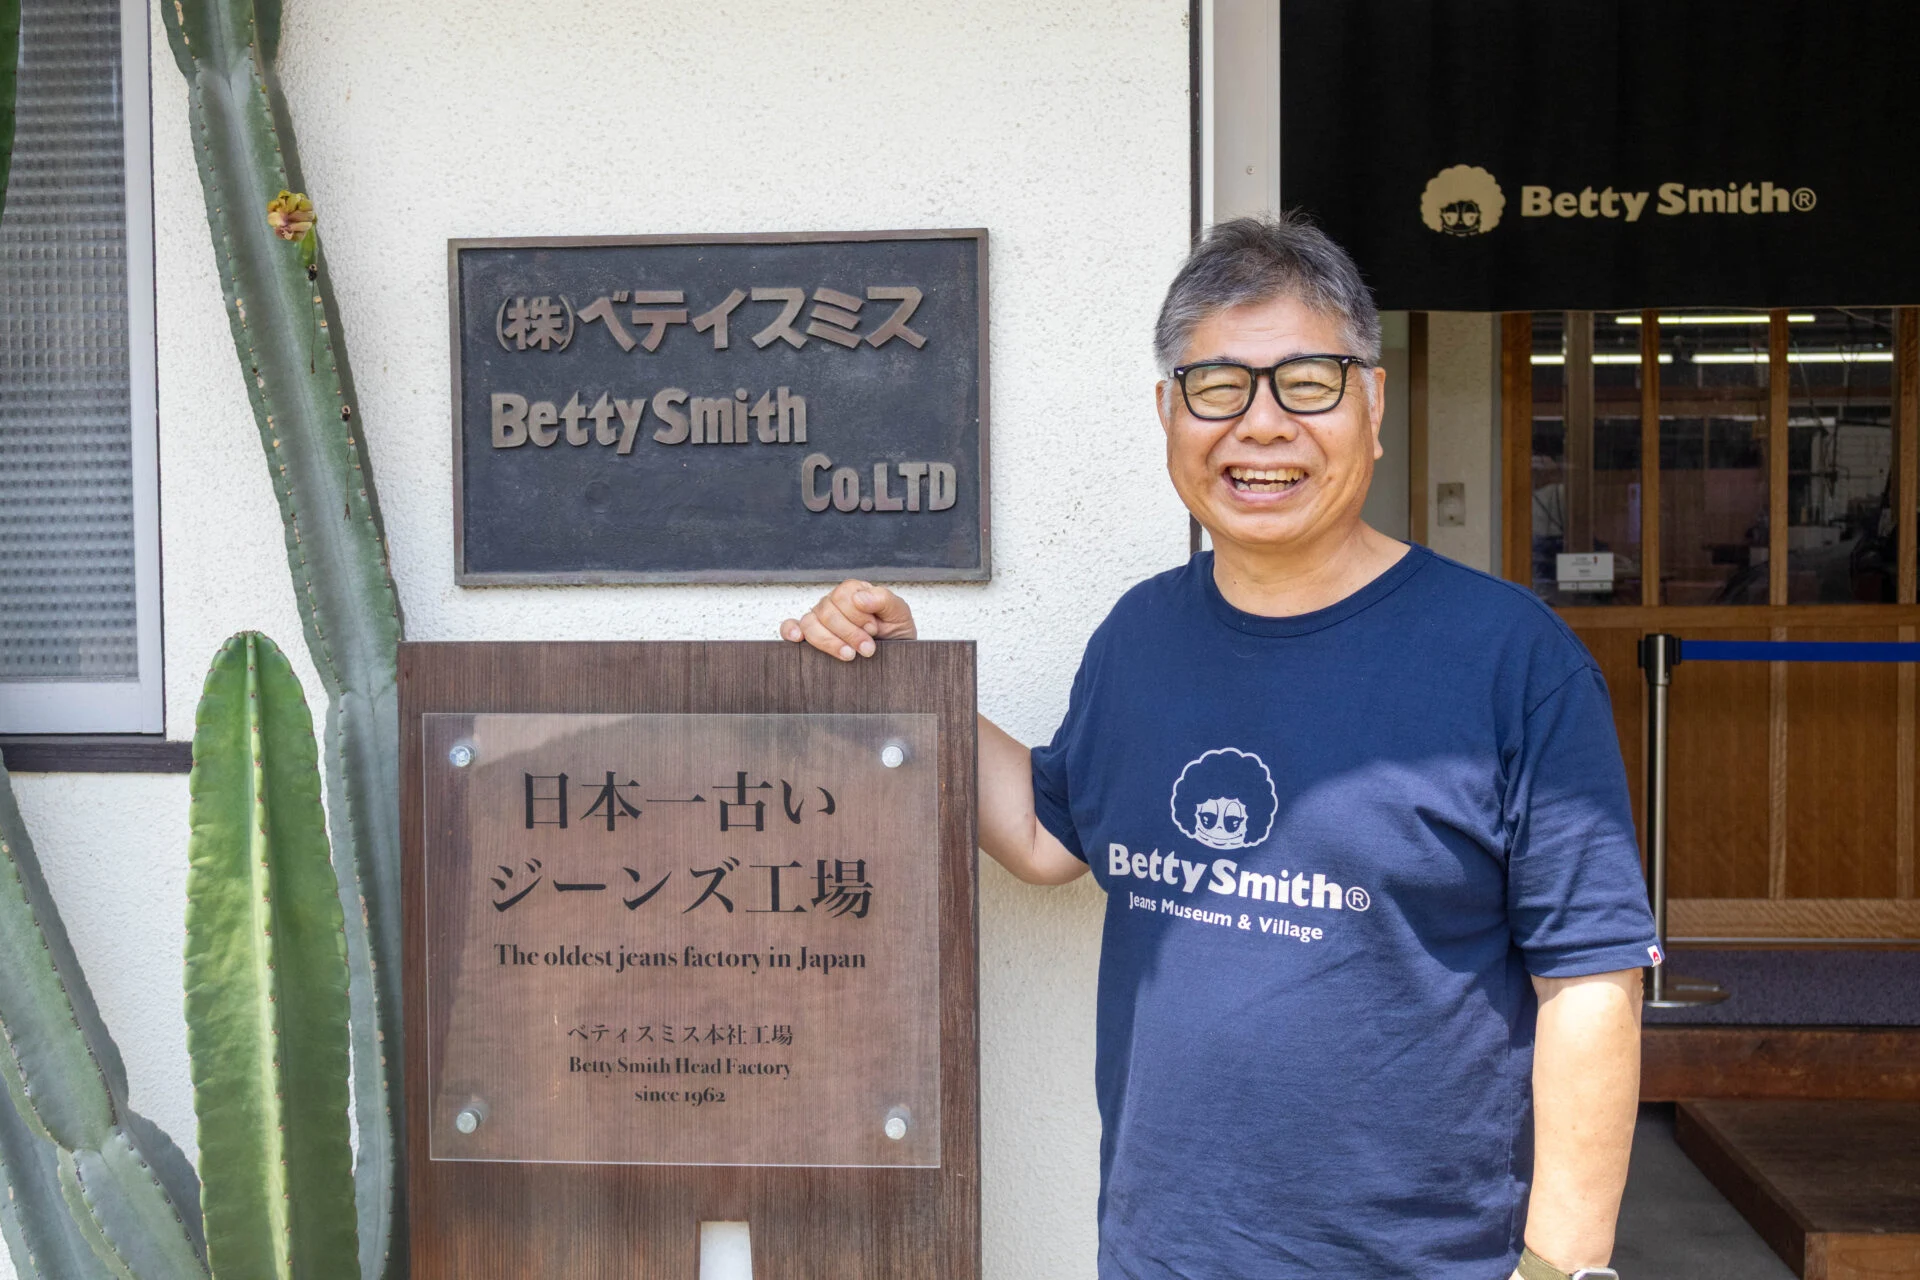 Betty Smith®
(株)ベティスミス
Betty Smith
Co.LTD
日本一古い
ジーンズ工場
The oldest jeans factory in Japan
ベティスミス本社工場
Betty Smith Head Factory
since 1962
Betty Smith®
Jeans Museum & Village